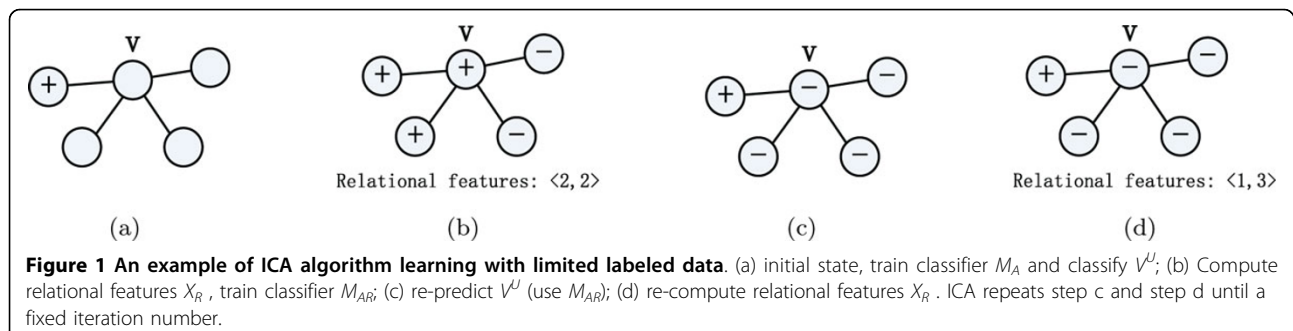 V
+
V
+
+
−
+
−
Relational features: <2,2>
V
+
−
−
−
−
V
+
−
−
−
−
Relational features: <1,3>
(a)
(b)
(c)
(d)
Figure 1 An example of ICA algorithm learning with limited labeled data. (a) initial state, train classifier M_A and classify V^U; (b) Compute
relational features X_R , train classifier M_AR; (c) re-predict V^U (use M_AR); (d) re-compute relational features X_R . ICA repeats step c and step d until a
fixed iteration number.